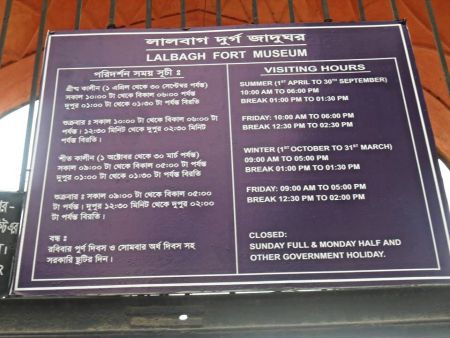 লালবাগ দুর্গ জাদুঘর
LALBAGH FORT MUSEUM
পরিদর্শন সময় সূচী :
গ্রীষ্ম কালীন (১ এপ্রিল থেকে ৩০ সেপ্টেম্বর পর্যন্ত)
সকাল ১০:০০ টা থেকে বিকাল ০৬:০০ টা পর্যন্ত
দুপুর ০১:০০ টা থেকে ০১:৩০ টা পর্যন্ত বিরতি
শুক্রবার : সকাল ১০:০০ টা থেকে বিকাল ০৬:০০ টা
পর্যন্ত। ১২:৩০ মিনিট থেকে দুপুর ০২:৩০ টা পর্যন্ত
বিরতি।
শীত কালীন (১ অক্টোবর থেকে ৩০ মার্চ পর্যন্ত)
সকাল ০৯:০০ টা থেকে বিকাল ০৫:০০ টা পর্যন্ত
দুপুর ০১:০০ টা থেকে ০১:৩০ টা পর্যন্ত বিরতি
শুক্রবার : সকাল ০৯:০০ টা থেকে বিকাল ০৫:০০
টা পর্যন্ত। দুপুর ১২:৩০ মিনিট থেকে দুপুর ০২:০০
টা পর্যন্ত বিরতি।
বন্ধ :
রবিবার পূর্ণ দিবস ও সোমবার অর্ধ দিবস সহ
সরকারি ছুটির দিন।
VISITING HOURS
SUMMER (1ST APRIL TO 30TH SEPTEMBER)
10:00 AM TO 06:00 PM
BREAK 01:00 PM TO 01:30 PM
FRIDAY: 10:00 AM TO 06:00 PM
BREAK 12:30 PM TO 02:30 PM
WINTER (1ST OCTOBER TO 31ST MARCH)
09:00 AM TO 05:00 PM
BREAK 01:00 PM TO 01:30 PM
FRIDAY: 09:00 AM TO 05:00 PM
BREAK 12:30 PM TO 02:00 PM
CLOSED:
SUNDAY FULL & MONDAY HALF AND
OTHER GOVERNMENT HOLIDAY.